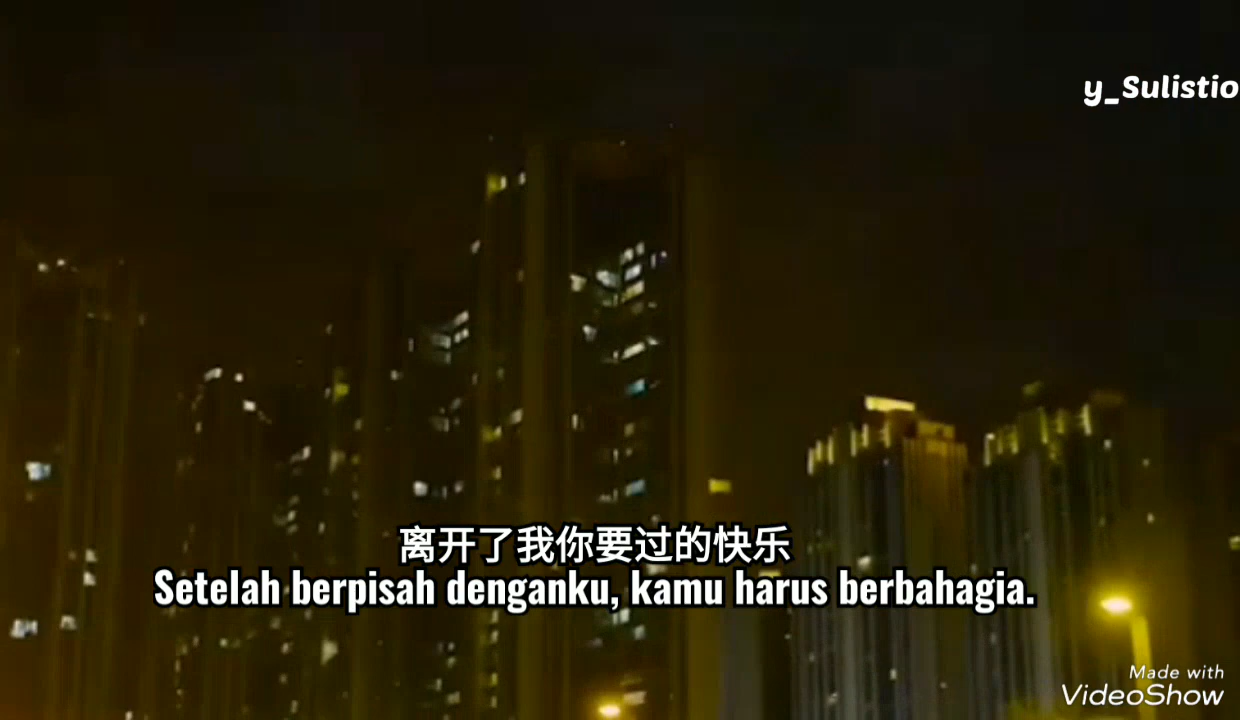 y_Sulistio
离开了我你要过的快乐
Setelah berpisah denganku, kamu harus berbahagia.
Made with
VideoShow